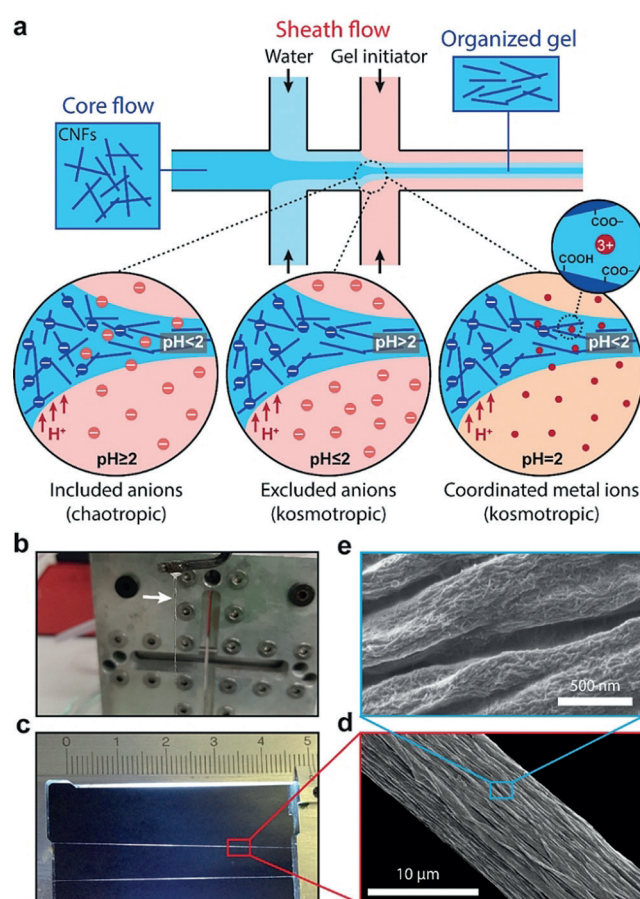 a
Sheath flow
Water
Gel initiator
Organized gel
Core flow
CNFs
COO–
3+
COOH
COO–
pH<2
pH>2
pH<2
H+
H+
H+
pH≥2
pH≤2
pH=2
Included anions
(chaotropic)
Excluded anions
(kosmotropic)
Coordinated metal ions
(kosmotropic)
b
e
500 nm
c
0 1 2 3 4 5
d
10 μm